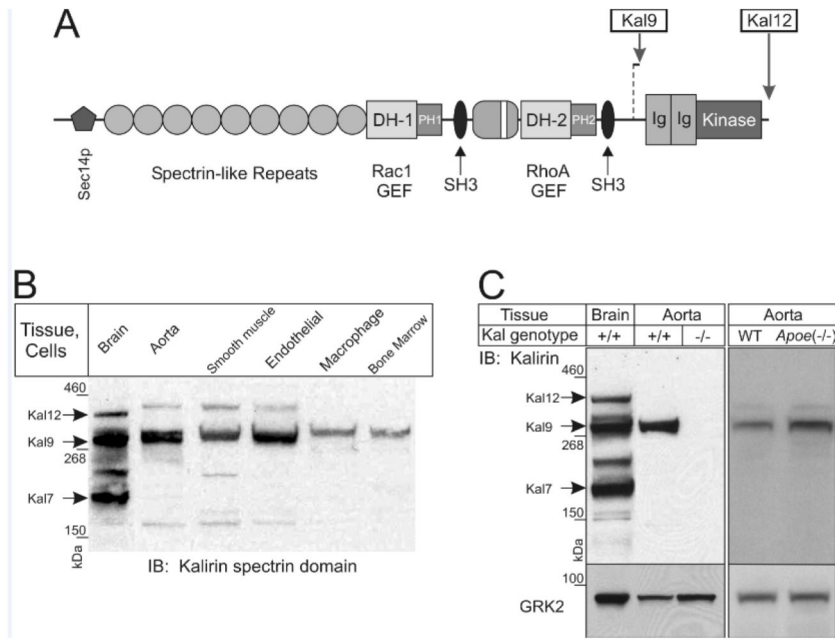 A
Kal9
Kal12
DH-1
PH1
DH-2
PH2
Ig
Ig
Kinase
Sec14p
Spectrin-like Repeats
Rac1
GEF
SH3
RhoA
GEF
SH3
B
Tissue,
Cells
Brain
Aorta
Smooth muscle
Endothelial
Macrophage
Bone Marrow
460
Kal12
Kal9
268
Kal7
150
kDa
IB: Kalirin spectrin domain
C
Tissue
Brain
Aorta
Aorta
Kal genotype
+/+
+/+
-/-
WT
Apoe(-/-)
IB: Kalirin
460
Kal12
Kal9
268
Kal7
150
kDa
100
GRK2